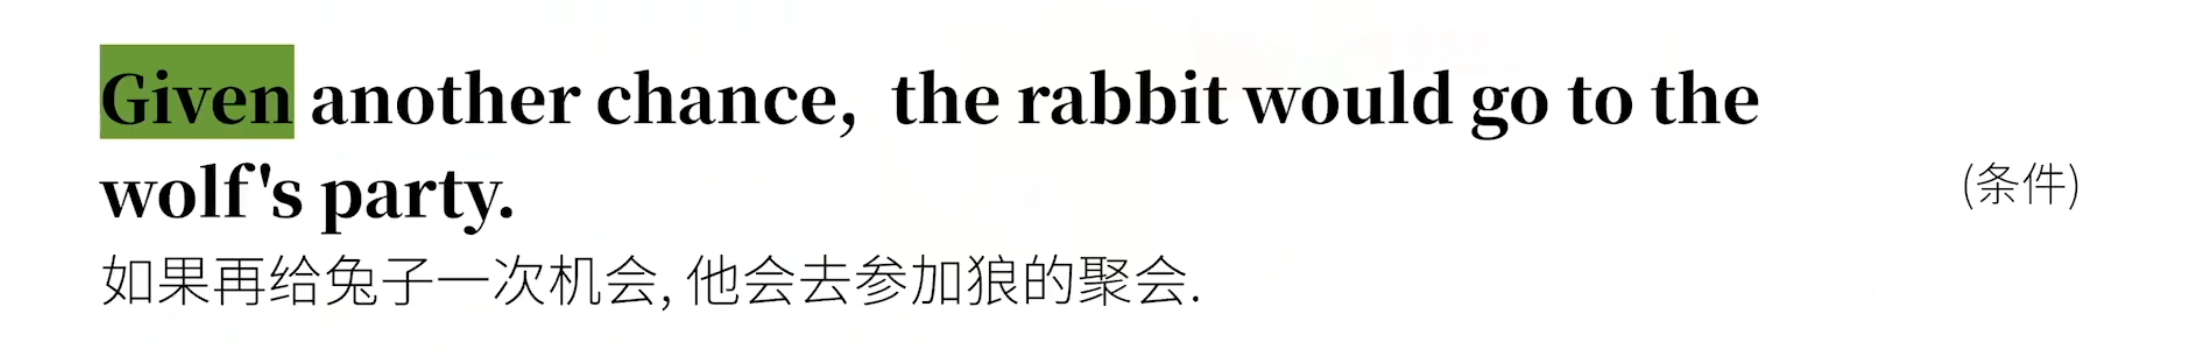 Given another chance, the rabbit would go to the
wolf's party.
(条件)
如果再给兔子一次机会, 他会去参加狼的聚会.